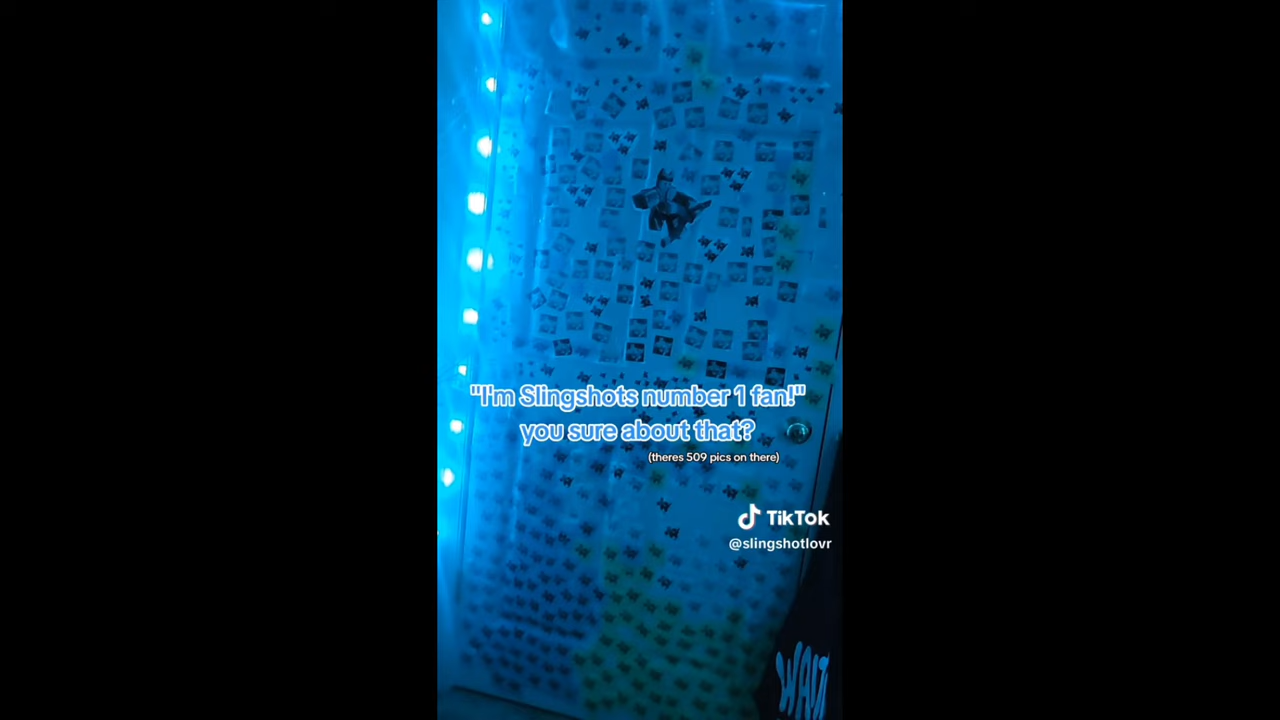 "I'm Slingshots number 1 fan!"
you sure about that?
(theres 509 pics on there)
TikTok
@slingshotlovr